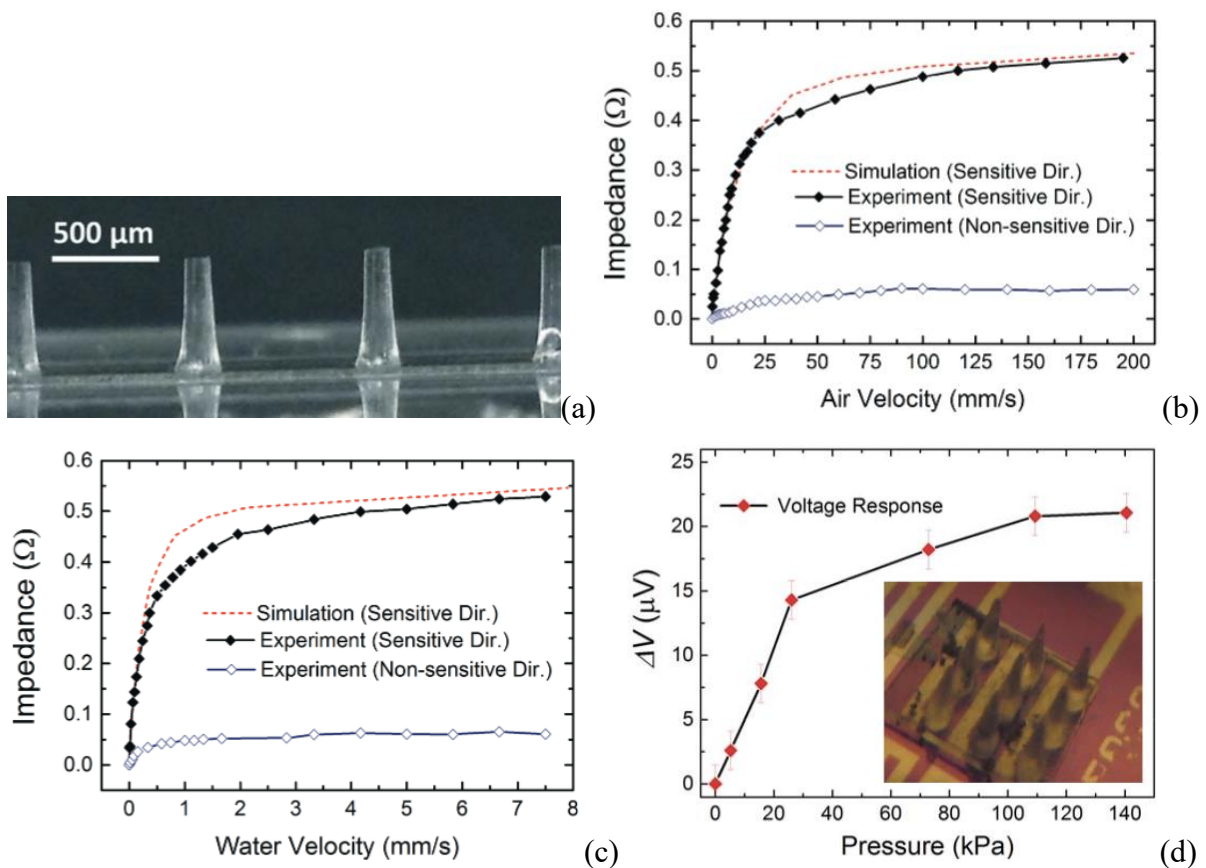 500 µm
(a)
0.6
0.5
0.4
0.3
0.2
0.1
0.0
Impedance (Ω)
Simulation (Sensitive Dir.)
Experiment (Sensitive Dir.)
Experiment (Non-sensitive Dir.)
0 25 50 75 100 125 150 175 200
Air Velocity (mm/s)
(b)
0.6
0.5
0.4
0.3
0.2
0.1
0.0
Impedance (Ω)
Simulation (Sensitive Dir.)
Experiment (Sensitive Dir.)
Experiment (Non-sensitive Dir.)
0 1 2 3 4 5 6 7 8
Water Velocity (mm/s)
(c)
25
20
15
10
5
0
ΔV (µV)
Voltage Response
0 20 40 60 80 100 120 140
Pressure (kPa)
(d)